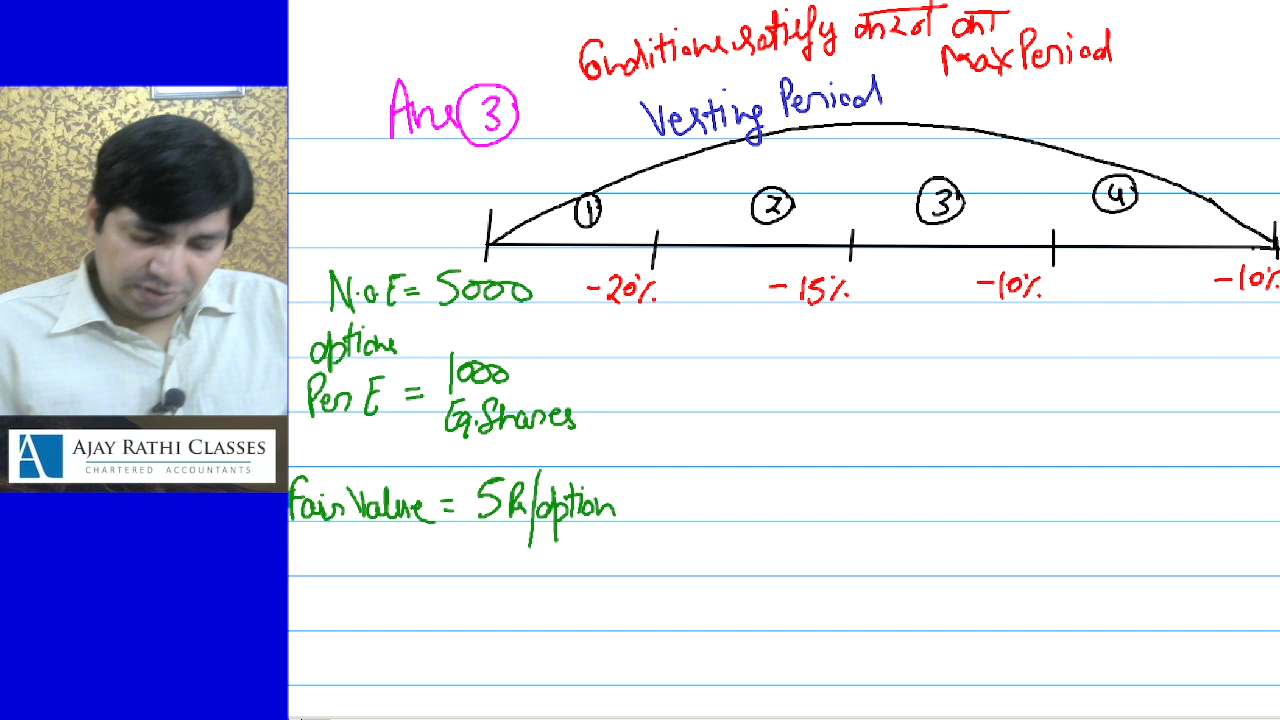 Conditions satisfy करने का
Max Period
Ans 3
Vesting Period
1 2 3 4
N.o E = 5000
-20% -15% -10% -10%
options
Per E = 1000
Eq. Shares
AJAY RATHI CLASSES
CHARTERED ACCOUNTANTS
Fair Value = 5 Rs/option